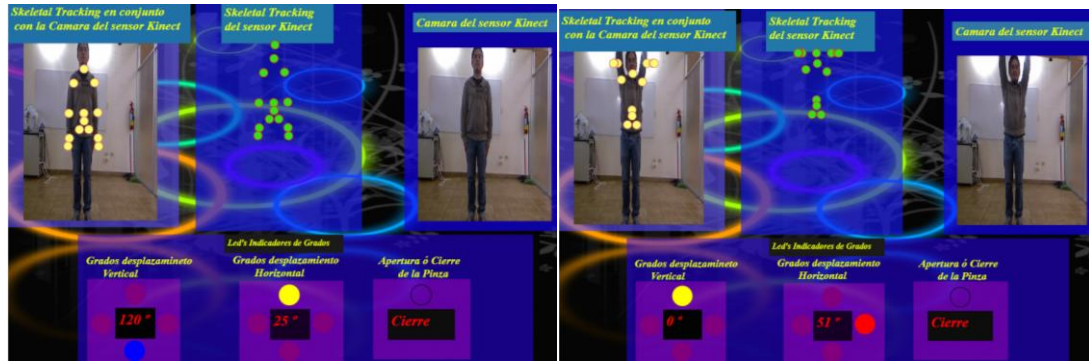 Skeletal Tracking en conjunto
con la Camara del sensor Kinect
Skeletal Tracking
del sensor Kinect
Camara del sensor Kinect
Led's Indicadores de Grados
Grados desplazamineto
Vertical
Grados desplazamiento
Horizontal
Apertura ó Cierre
de la Pinza
120 º
25 º
Cierre
Skeletal Tracking en conjunto
con la Camara del sensor Kinect
Skeletal Tracking
del sensor Kinect
Camara del sensor Kinect
Led's Indicadores de Grados
Grados desplazamineto
Vertical
Grados desplazamiento
Horizontal
Apertura ó Cierre
de la Pinza
0 º
51 º
Cierre